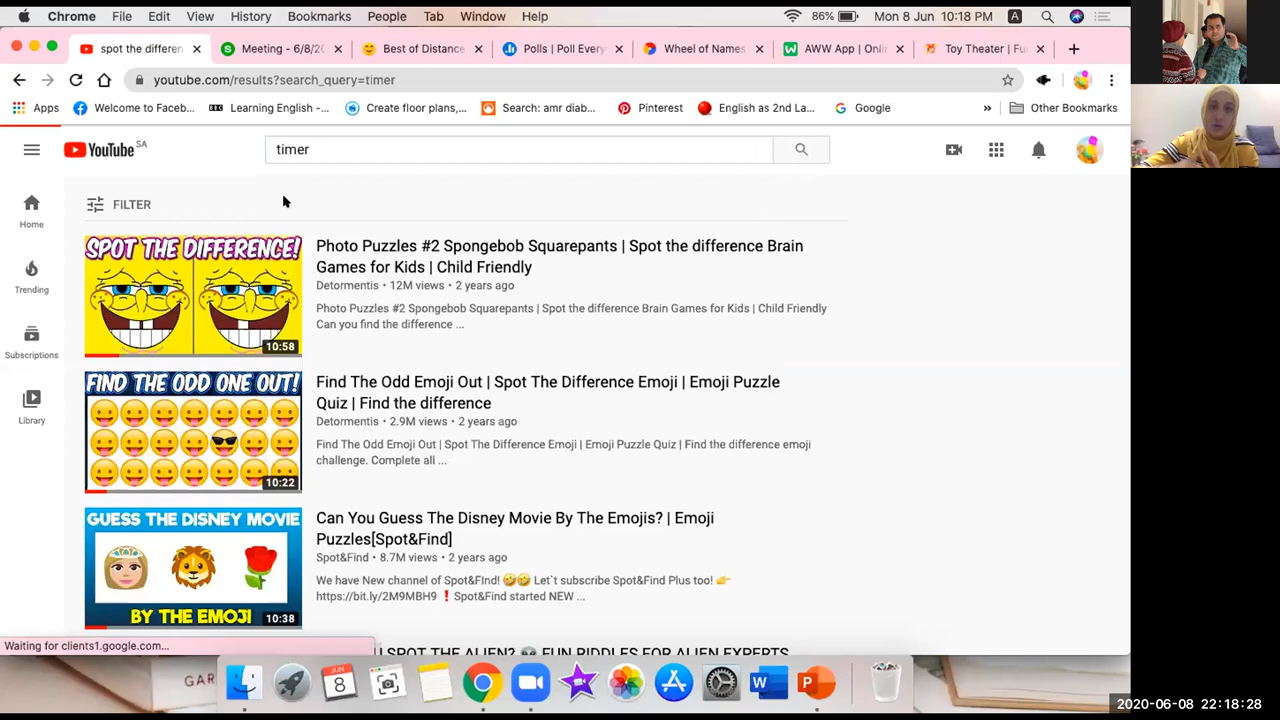 Chrome File Edit View History Bookmarks People Tab Window Help 86% Mon 8 Jun 10:18 PM A
spot the differen Meeting - 6/8/20 Best of Distance Polls | Poll Every Wheel of Names AWW App | Onli Toy Theater | Fu
youtube.com/results?search_query=timer
Apps Welcome to Faceb... Learning English -... Create floor plans,... Search: amr diab... Pinterest English as 2nd La... Google » Other Bookmarks
YouTube SA timer
FILTER
Home
Trending
Subscriptions
Library
SPOT THE DIFFERENCE!
10:58
Photo Puzzles #2 Spongebob Squarepants | Spot the difference Brain
Games for Kids | Child Friendly
Detormentis • 12M views • 2 years ago
Photo Puzzles #2 Spongebob Squarepants | Spot the difference Brain Games for Kids | Child Friendly
Can you find the difference ...
FIND THE ODD ONE OUT!
10:22
Find The Odd Emoji Out | Spot The Difference Emoji | Emoji Puzzle
Quiz | Find the difference
Detormentis • 2.9M views • 2 years ago
Find The Odd Emoji Out | Spot The Difference Emoji | Emoji Puzzle Quiz | Find the difference emoji
challenge. Complete all ...
GUESS THE DISNEY MOVIE
BY THE EMOJI
10:38
Can You Guess The Disney Movie By The Emojis? | Emoji
Puzzles[Spot&Find]
Spot&Find • 8.7M views • 2 years ago
We have New channel of Spot&FInd! 🤣🤣 Let`t subscribe Spot&Find Plus too! 👉
https://bit.ly/2M9MBH9 ❗ Spot&Find started NEW ...
U SPOT THE ALIEN? 👽 FUN RIDDLES FOR ALIEN EXPERTS
Waiting for clients1.google.com...
GAR
JUN
8
W
P
2020-06-08 22:18:28